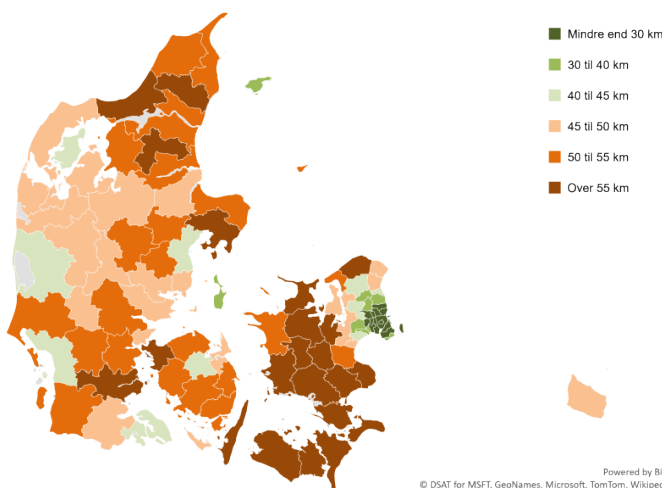 Mindre end 30 km
30 til 40 km
40 til 45 km
45 til 50 km
50 til 55 km
Over 55 km
Powered by Bi
© DSAT for MSFT, GeoNames, Microsoft, TomTom, Wikiped